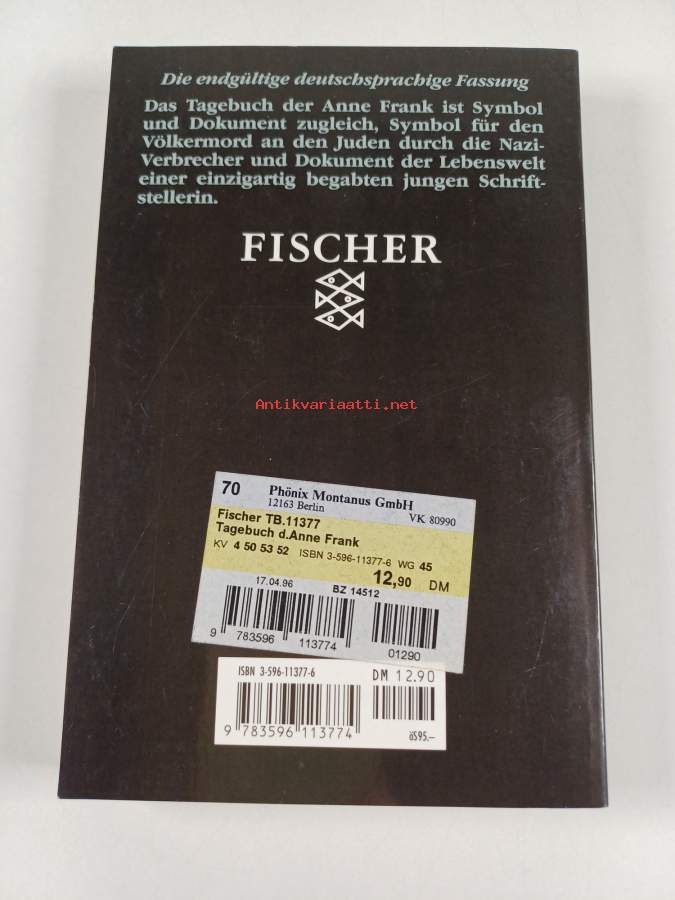 Die endgültige deutschsprachige Fassung
Das Tagebuch der Anne Frank ist Symbol
und Dokument zugleich, Symbol für den
Völkermord an den Juden durch die Nazi-
Verbrecher und Dokument der Lebenswelt
einer einzigartig begabten jungen Schrift-
stellerin.
FISCHER
Antikvariaatti.net
70 Phönix Montanus GmbH
12163 Berlin VK 80990
Fischer TB.11377
Tagebuch d.Anne Frank
KV 4 50 53 52 ISBN 3-596-11377-6 WG 45
12,90 DM
17.04.96 BZ 14512
9 783596 113774 01290
ISBN 3-596-11377-6 DM 12.90
9 783596 113774 öS95.–